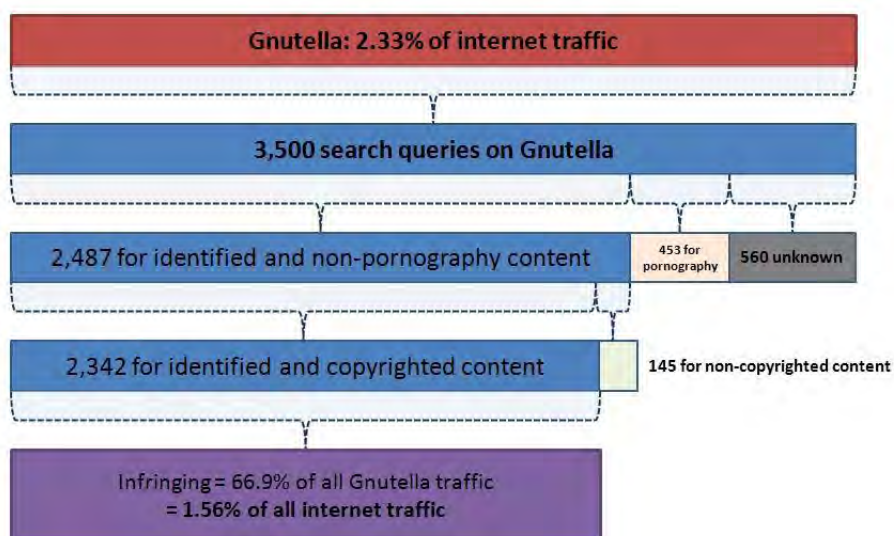 Gnutella: 2.33% of internet traffic
3,500 search queries on Gnutella
2,487 for identified and non-pornography content
453 for
pornography
560 unknown
2,342 for identified and copyrighted content
145 for non-copyrighted content
Infringing = 66.9% of all Gnutella traffic
= 1.56% of all internet traffic